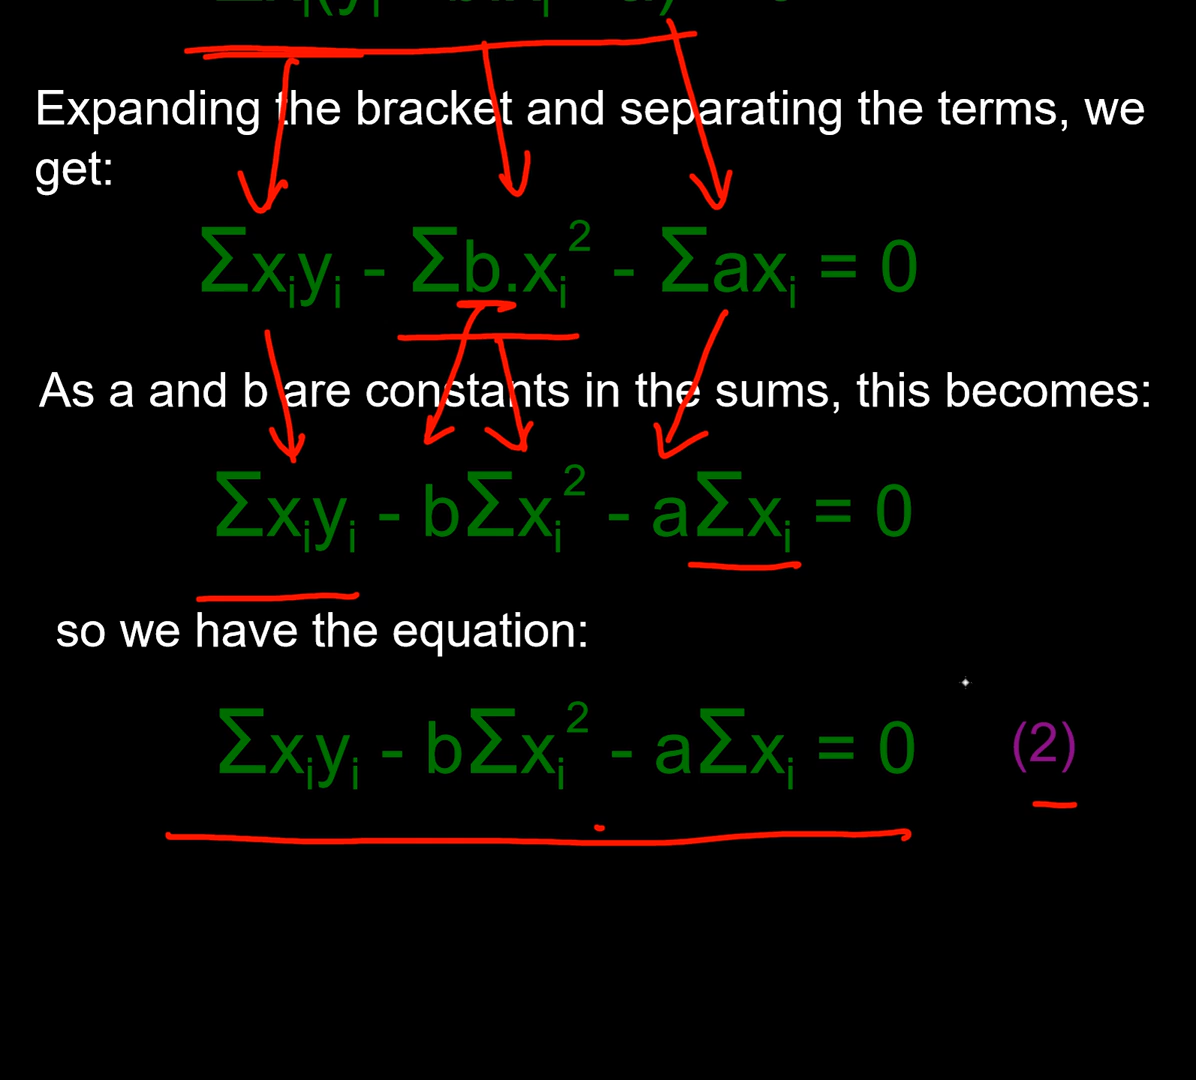 Expanding the bracket and separating the terms, we
get:
Σxᵢyᵢ - Σb.xᵢ² - Σaxᵢ = 0
As a and b are constants in the sums, this becomes:
Σxᵢyᵢ - bΣxᵢ² - aΣxᵢ = 0
so we have the equation:
Σxᵢyᵢ - bΣxᵢ² - aΣxᵢ = 0 (2)